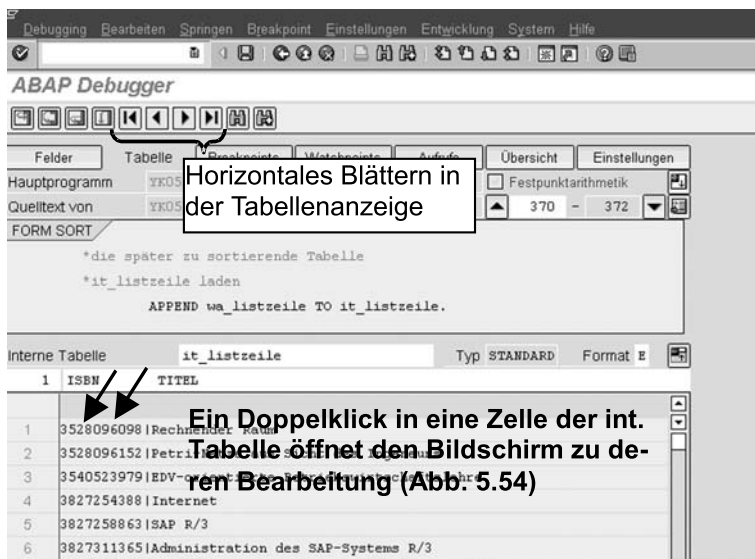 Debugging Bearbeiten Springen Breakpoint Einstellungen Entwicklung System Hilfe
ABAP Debugger
Felder Tabelle Breakpoints Watchpoints Aufrufe Übersicht Einstellungen
Horizontales Blättern in
der Tabellenanzeige
Hauptprogramm Festpunktarithmetik
Quelltext von 370 - 372
FORM SORT
*die später zu sortierende Tabelle
*it_listzeile laden
APPEND wa_listzeile TO it_listzeile.
Interne Tabelle it_listzeile Typ STANDARD Format E
1 ISBN TITEL
Ein Doppelklick in eine Zelle der int.
Tabelle öffnet den Bildschirm zu de-
ren Bearbeitung (Abb. 5.54)
1 3528096098|Rechnender Raum
2 3528096152|
3 3540523979|
4 3827254388|Internet
5 3827258863|SAP R/3
6 3827311365|Administration des SAP-Systems R/3